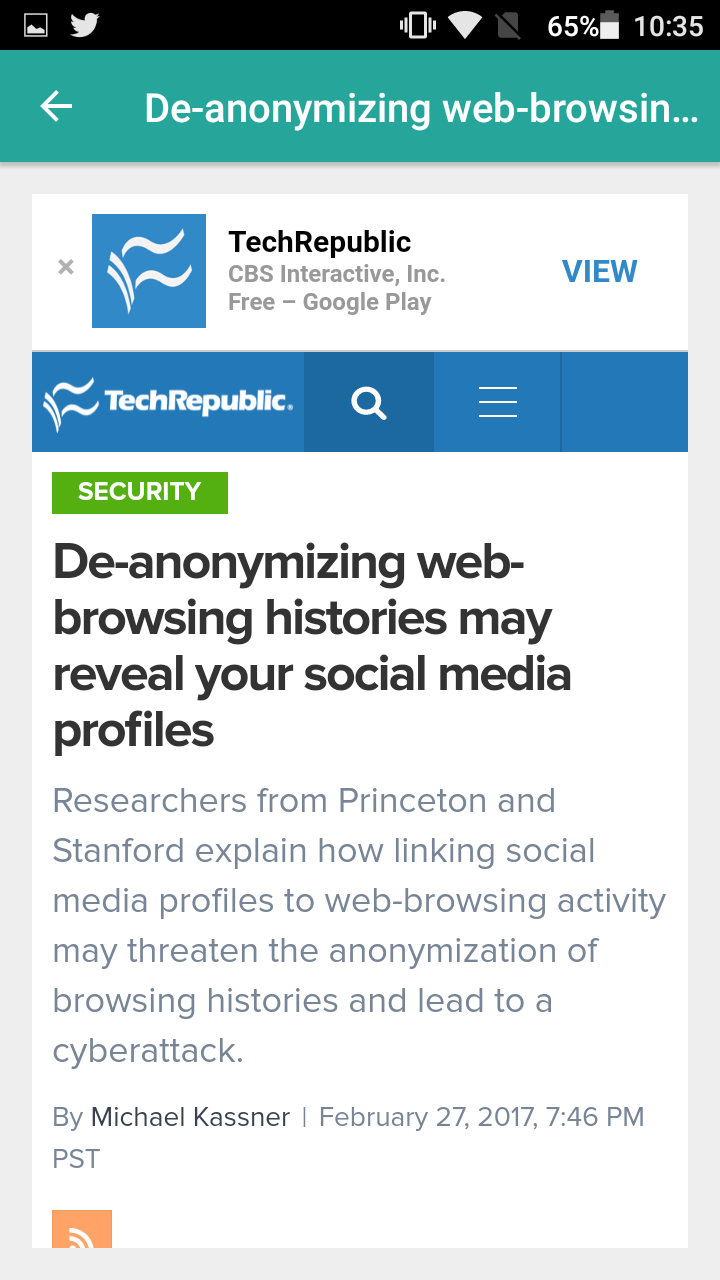 65% 10:35
De-anonymizing web-browsin...
× TechRepublic
CBS Interactive, Inc.
Free – Google Play
VIEW
TechRepublic.
SECURITY
De-anonymizing web-
browsing histories may
reveal your social media
profiles
Researchers from Princeton and
Stanford explain how linking social
media profiles to web-browsing activity
may threaten the anonymization of
browsing histories and lead to a
cyberattack.
By Michael Kassner | February 27, 2017, 7:46 PM
PST